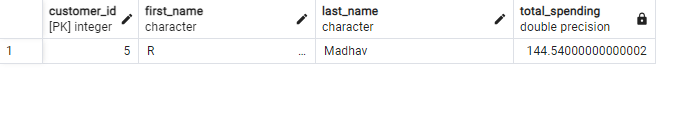 customer_id first_name last_name total_spending
[PK] integer character character double precision
1 5 R ... Madhav 144.54000000000002